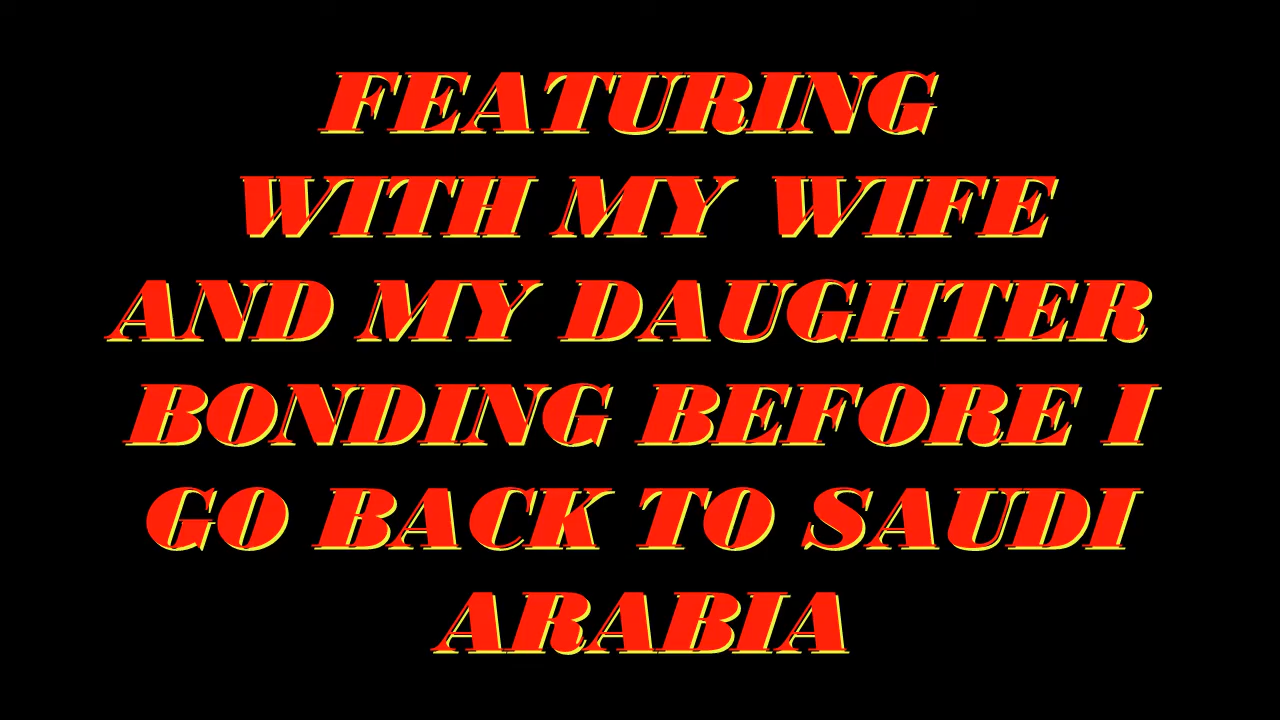 FEATURING
WITH MY WIFE
AND MY DAUGHTER
BONDING BEFORE I
GO BACK TO SAUDI
ARABIA